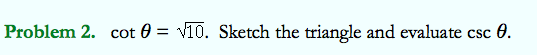 Problem 2. cot θ = √10. Sketch the triangle and evaluate csc θ.